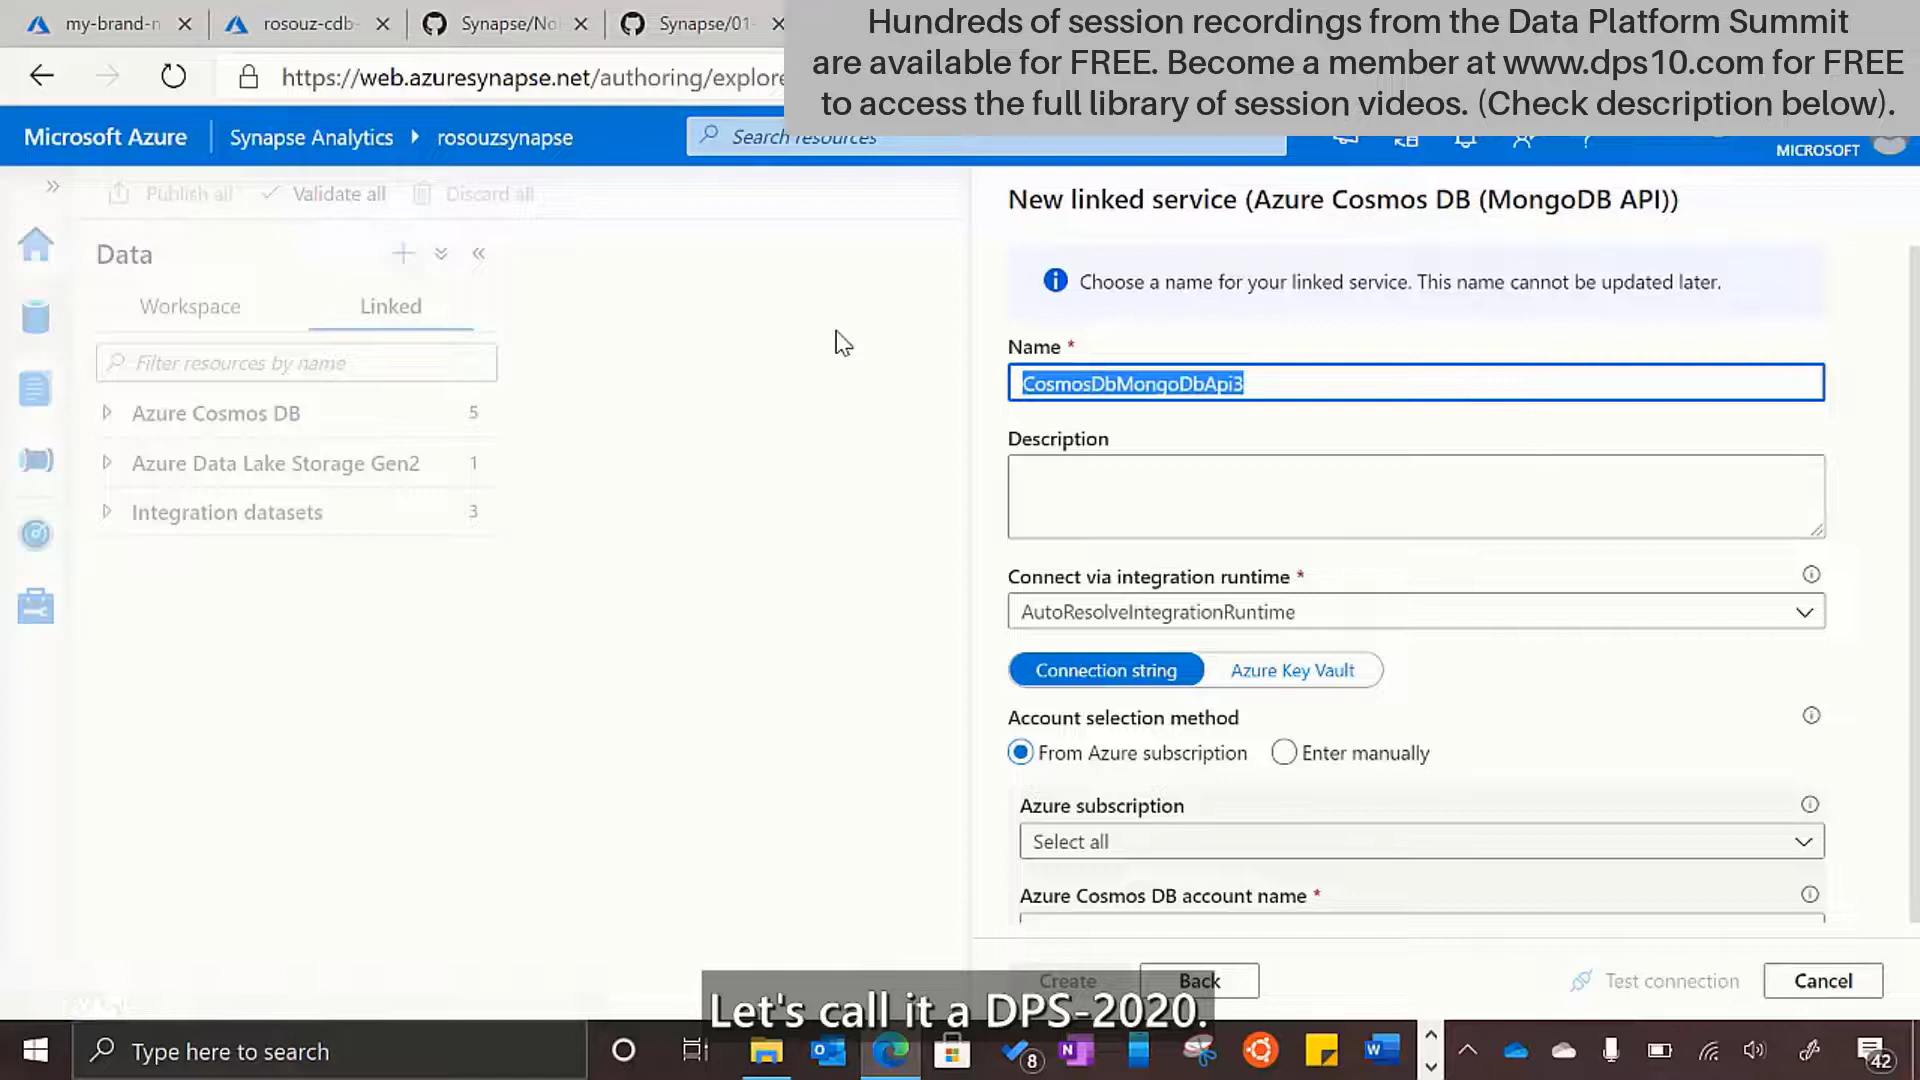 my-brand-n
rosouz-cdb-
Synapse/No
Synapse/01-
Hundreds of session recordings from the Data Platform Summit
are available for FREE. Become a member at www.dps10.com for FREE
to access the full library of session videos. (Check description below).
https://web.azuresynapse.net/authoring/explore
Microsoft Azure
Synapse Analytics
rosouzsynapse
Search resources
MICROSOFT
Publish all
Validate all
Discard all
Data
Workspace
Linked
Filter resources by name
Azure Cosmos DB 5
Azure Data Lake Storage Gen2 1
Integration datasets 3
New linked service (Azure Cosmos DB (MongoDB API))
Choose a name for your linked service. This name cannot be updated later.
Name *
CosmosDbMongoDbApi3
Description
Connect via integration runtime *
AutoResolveIntegrationRuntime
Connection string
Azure Key Vault
Account selection method
From Azure subscription
Enter manually
Azure subscription
Select all
Azure Cosmos DB account name *
Create
Back
Test connection
Cancel
Let's call it a DPS-2020.
Type here to search
8
42